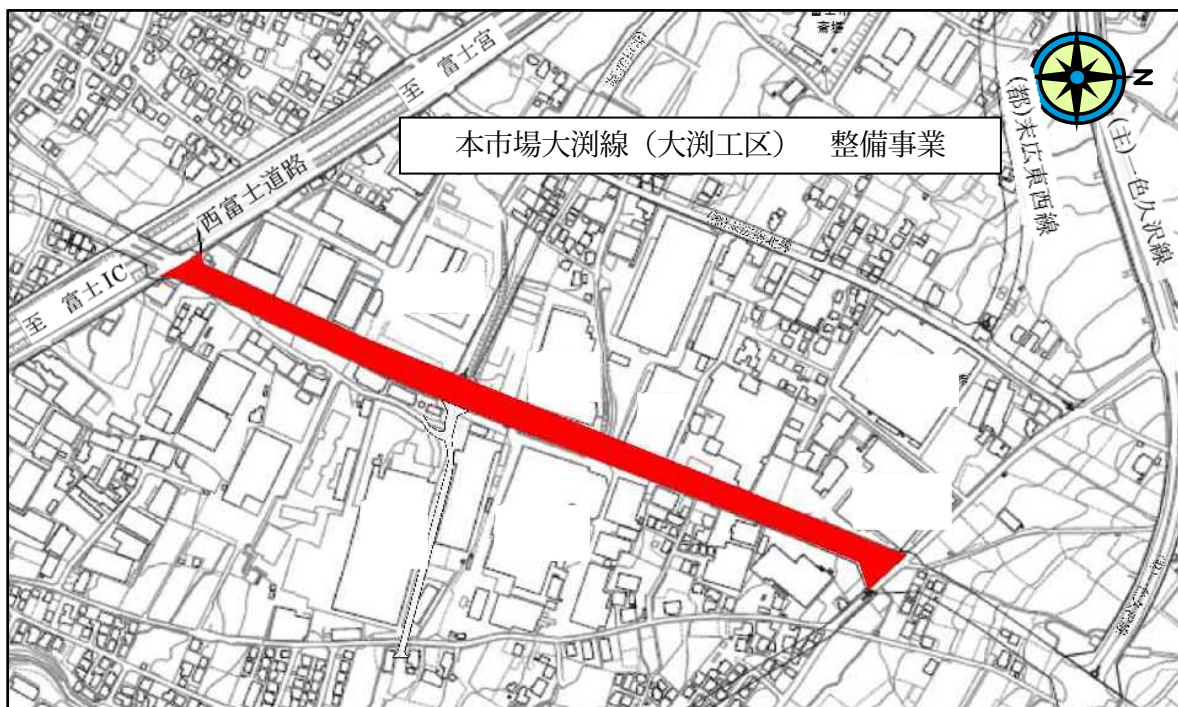 本市場大渕線（大渕工区）　整備事業
至　富士宮
西富士道路
至　富士IC
(都)末広東西線
(主)一色久沢線
N